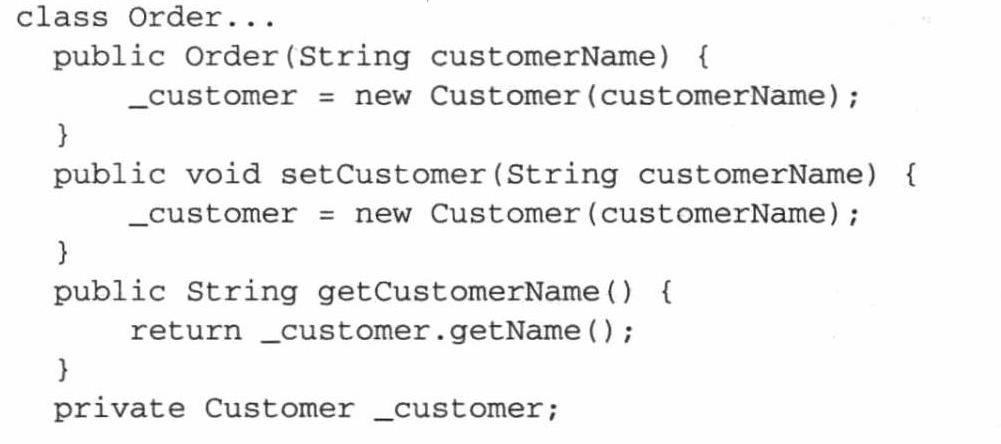 class Order...
public Order(String customerName) {
_customer = new Customer(customerName);
}
public void setCustomer(String customerName) {
_customer = new Customer(customerName);
}
public String getCustomerName() {
return _customer.getName();
}
private Customer _customer;